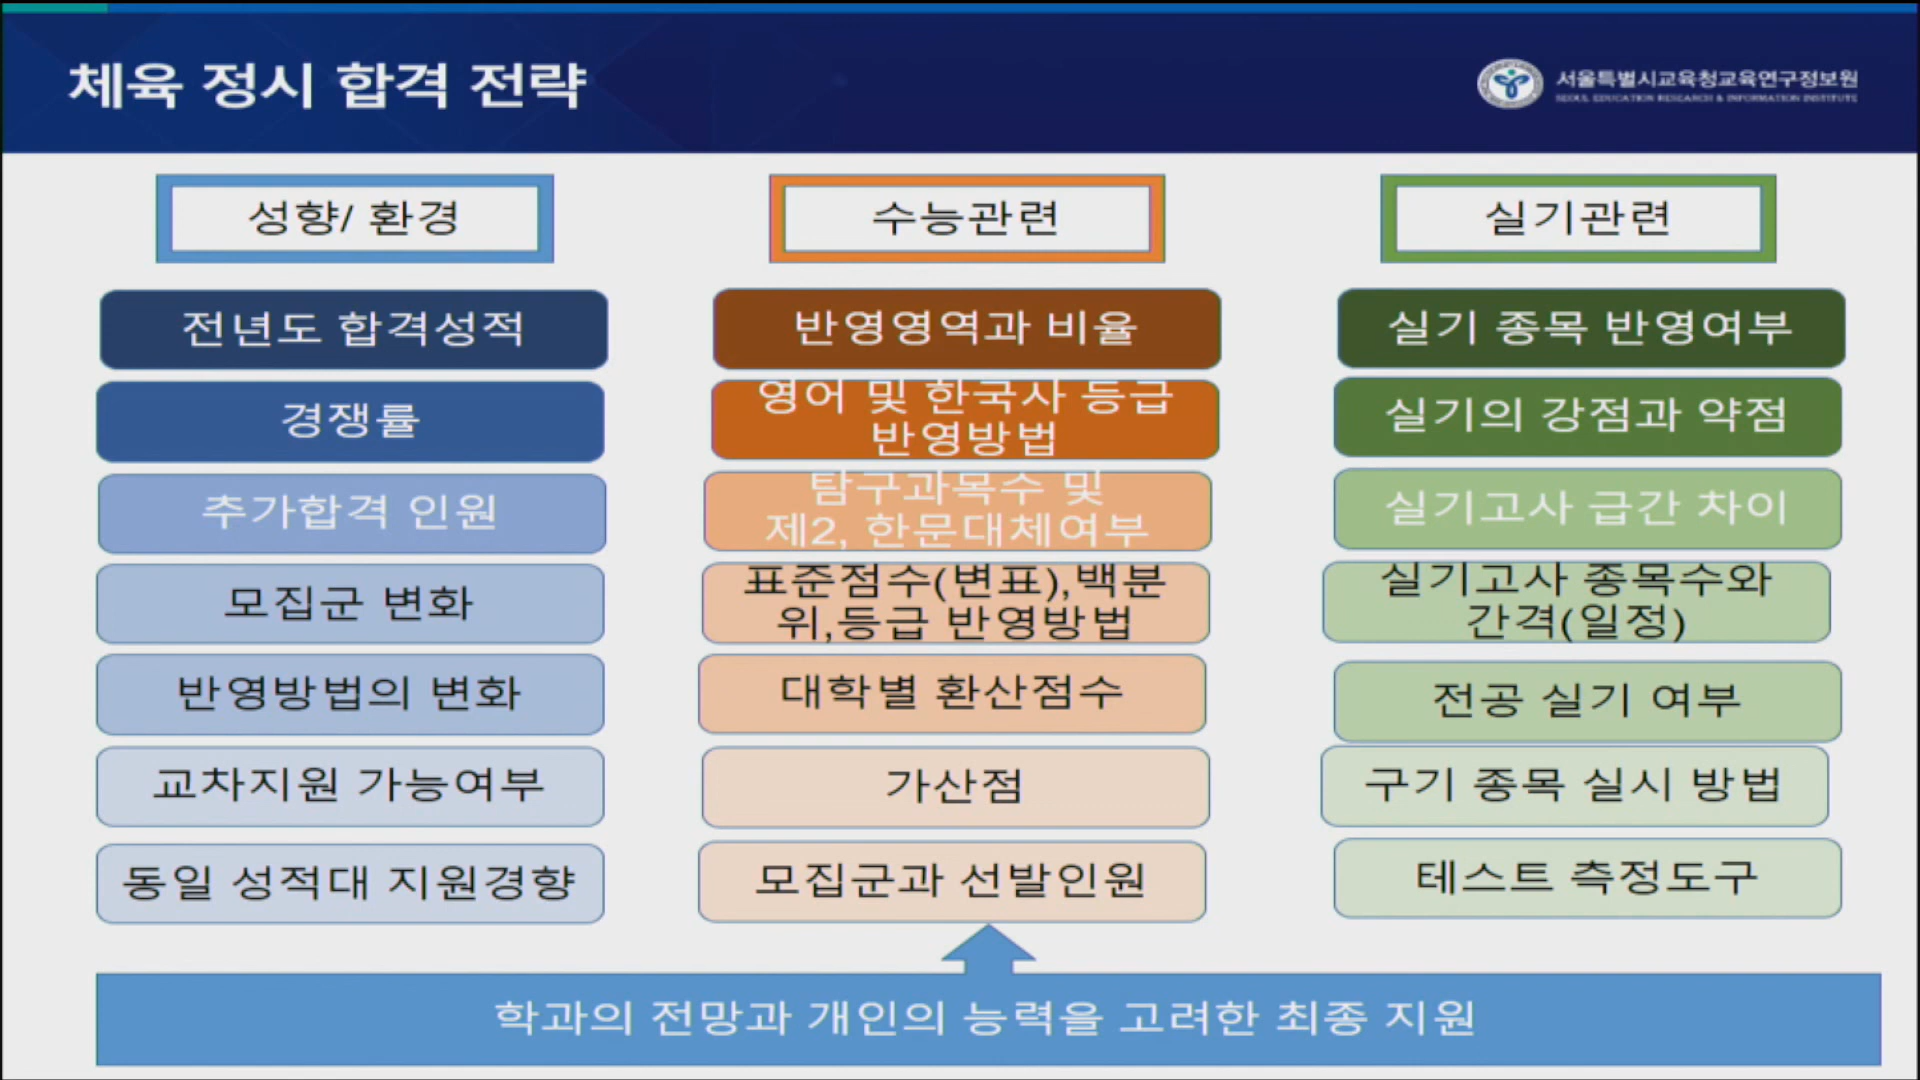 체육 정시 합격 전략
서울특별시교육청교육연구정보원
SEOUL EDUCATION RESEARCH & INFORMATION INSTITUTE
성향/ 환경
전년도 합격성적
경쟁률
추가합격 인원
모집군 변화
반영방법의 변화
교차지원 가능여부
동일 성적대 지원경향
수능관련
반영영역과 비율
영어 및 한국사 등급
반영방법
탐구과목수 및
제2, 한문대체여부
표준점수(변표),백분
위,등급 반영방법
대학별 환산점수
가산점
모집군과 선발인원
실기관련
실기 종목 반영여부
실기의 강점과 약점
실기고사 급간 차이
실기고사 종목수와
간격(일정)
전공 실기 여부
구기 종목 실시 방법
테스트 측정도구
학과의 전망과 개인의 능력을 고려한 최종 지원